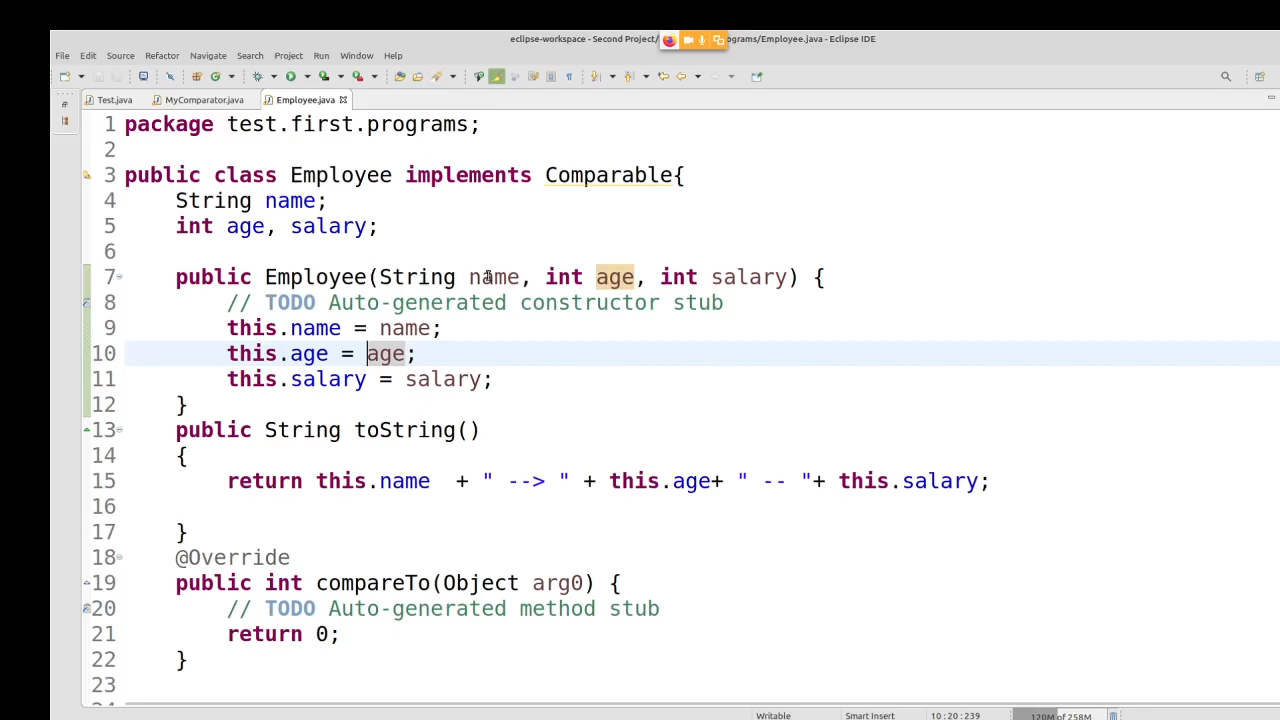 eclipse-workspace - Second Project/ ograms/Employee.java - Eclipse IDE
File Edit Source Refactor Navigate Search Project Run Window Help
Test.java MyComparator.java Employee.java
1 package test.first.programs;
2
3 public class Employee implements Comparable{
4 String name;
5 int age, salary;
6
7 public Employee(String name, int age, int salary) {
8 // TODO Auto-generated constructor stub
9 this.name = name;
10 this.age = age;
11 this.salary = salary;
12 }
13 public String toString()
14 {
15 return this.name + " --> " + this.age+ " -- "+ this.salary;
16
17 }
18 @Override
19 public int compareTo(Object arg0) {
20 // TODO Auto-generated method stub
21 return 0;
22 }
23
Writable Smart Insert 10:20:239 120M of 258M